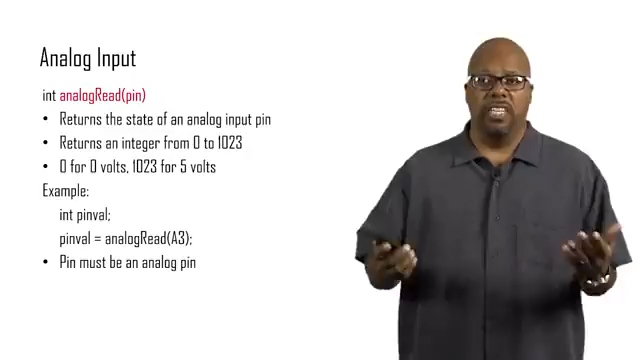 Analog Input
int analogRead(pin)
• Returns the state of an analog input pin
• Returns an integer from 0 to 1023
• 0 for 0 volts, 1023 for 5 volts
Example:
int pinval;
pinval = analogRead(A3);
• Pin must be an analog pin